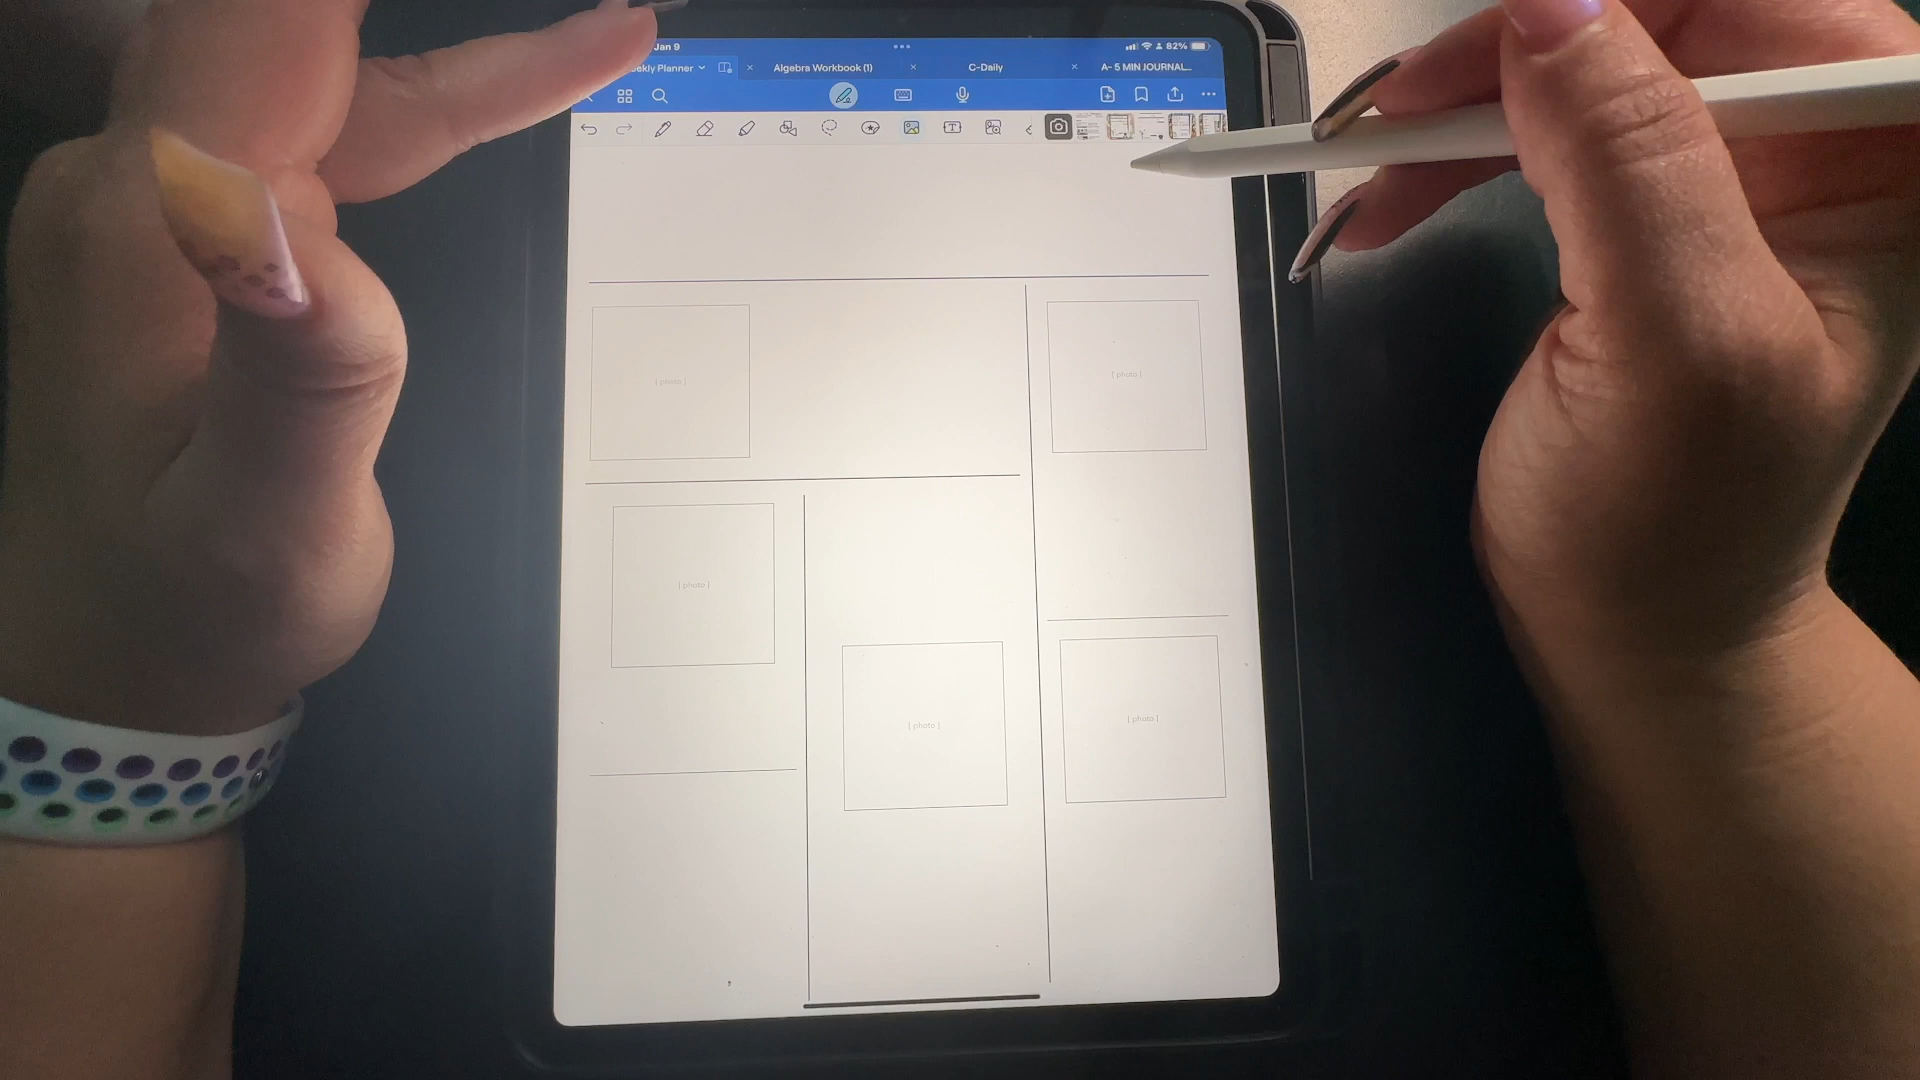 Jan 9
82%
ekly Planner
Algebra Workbook (1)
C-Daily
A- 5 MIN JOURNAL...
[ photo ]
[ photo ]
[ photo ]
[ photo ]
[ photo ]